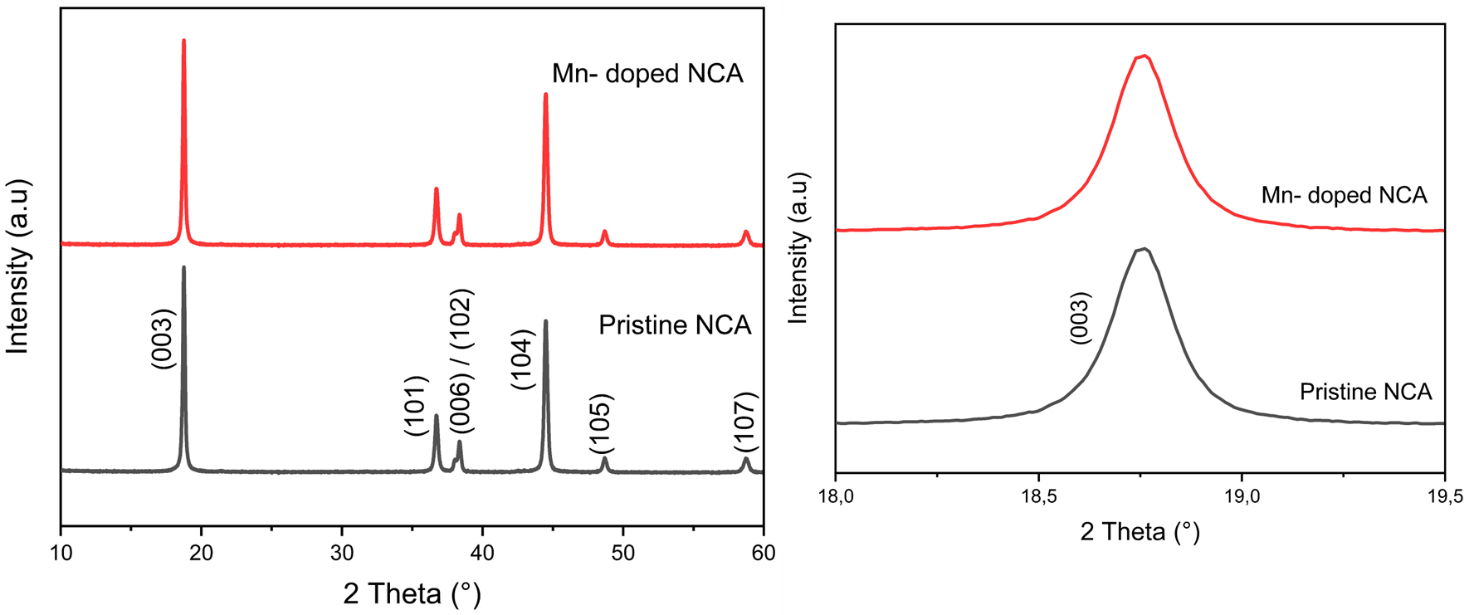 Mn- doped NCA
Pristine NCA
(003)
(101)
(006) / (102)
(104)
(105)
(107)
Intensity (a.u)
10
20
30
40
50
60
2 Theta (°)
Mn- doped NCA
(003)
Pristine NCA
Intensity (a.u)
18,0
18,5
19,0
19,5
2 Theta (°)